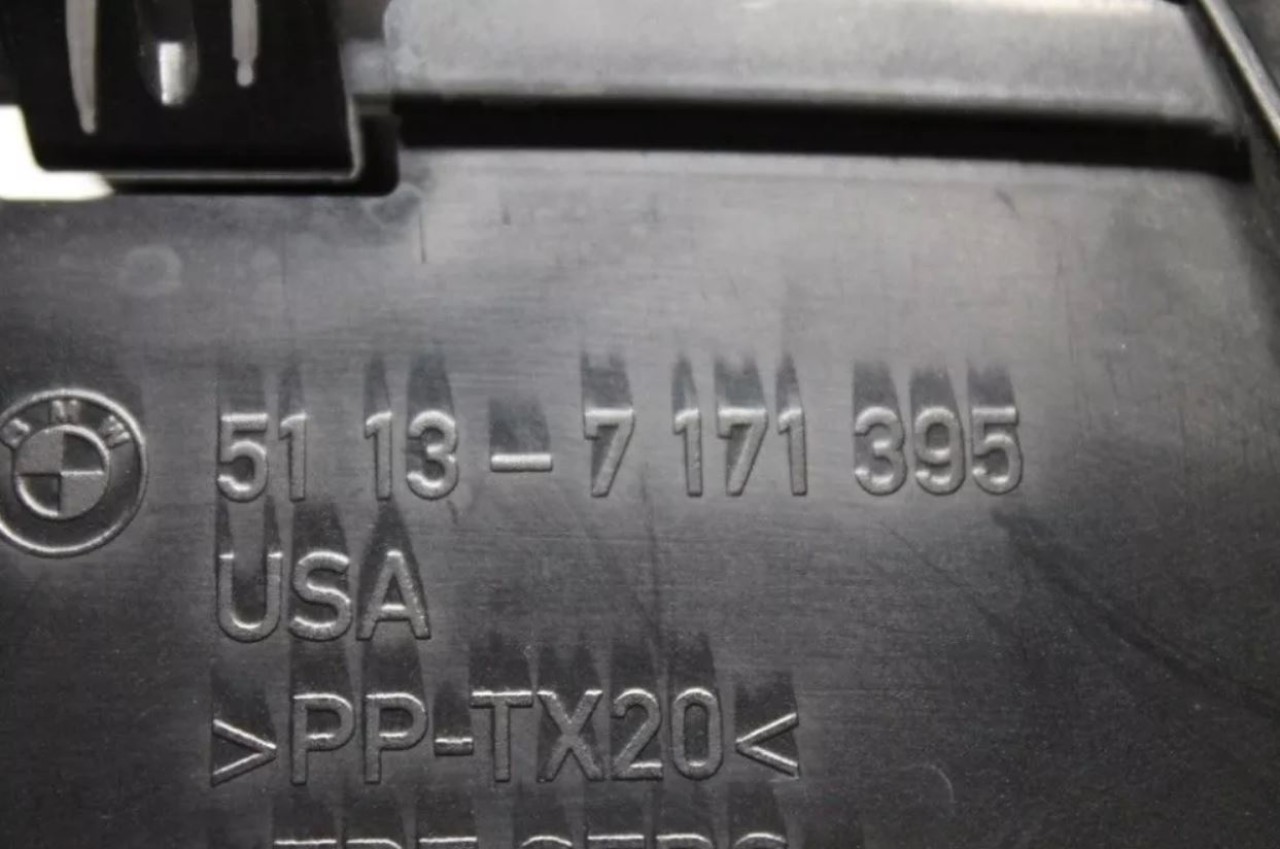 BMW
51 13 - 7 171 395
USA
>PP-TX20<